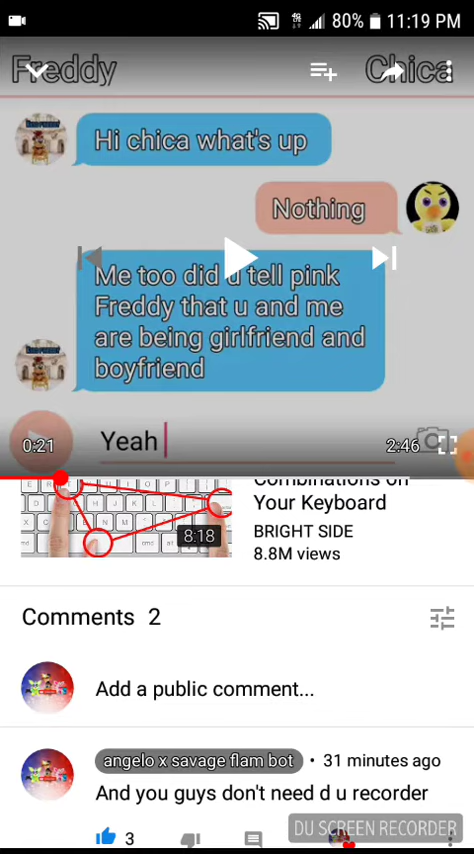 80% 11:19 PM
Freddy Chica
Hi chica what's up
Nothing
Me too did u tell pink
Freddy that u and me
are being girlfriend and
boyfriend
Yeah
0:21 2:46
Combinations on
Your Keyboard
8:18
BRIGHT SIDE
8.8M views
Comments 2
Add a public comment...
angelo x savage flam bot • 31 minutes ago
And you guys don't need d u recorder
3
DU SCREEN RECORDER